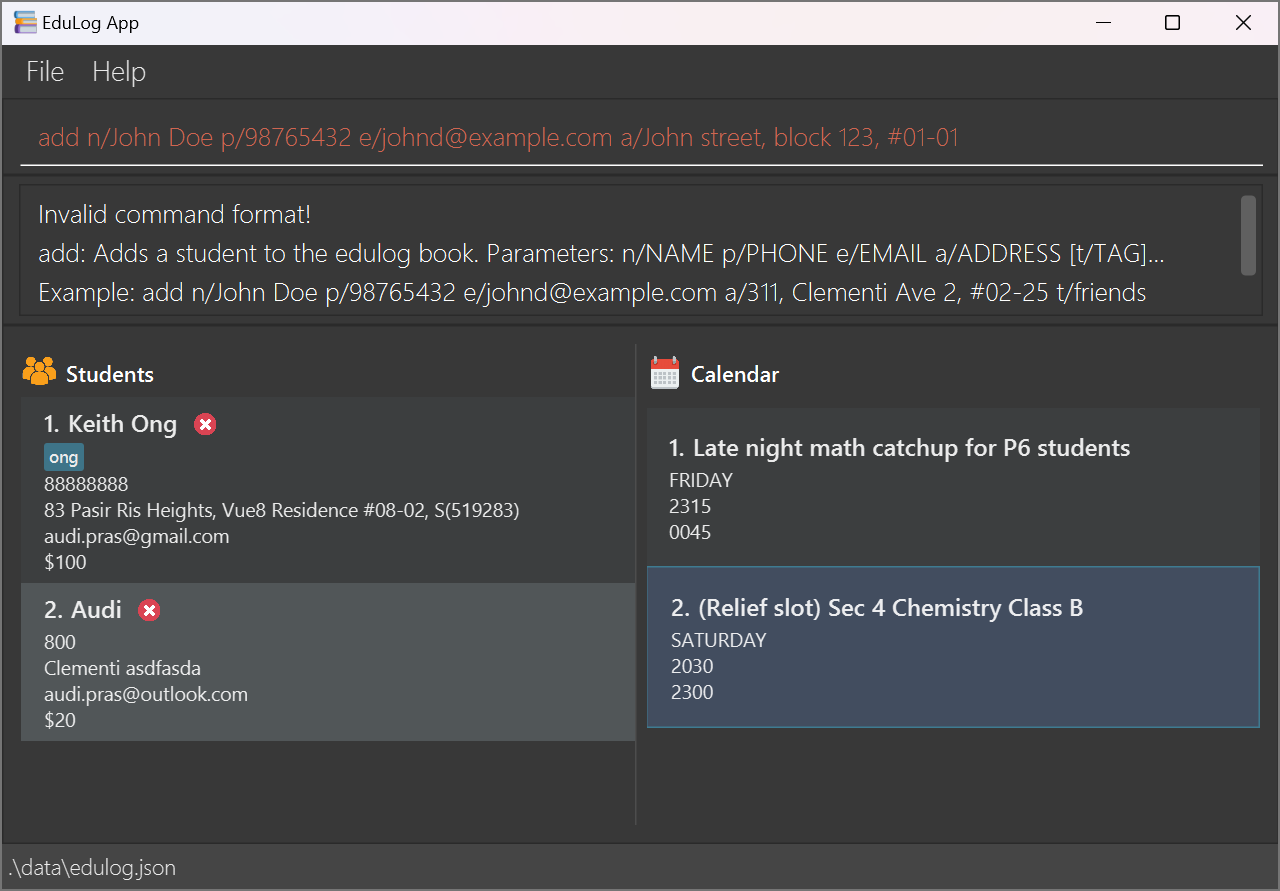 EduLog App
File Help
add n/John Doe p/98765432 e/johnd@example.com a/John street, block 123, #01-01
Invalid command format!
add: Adds a student to the edulog book. Parameters: n/NAME p/PHONE e/EMAIL a/ADDRESS [t/TAG]...
Example: add n/John Doe p/98765432 e/johnd@example.com a/311, Clementi Ave 2, #02-25 t/friends
Students
1. Keith Ong
ong
88888888
83 Pasir Ris Heights, Vue8 Residence #08-02, S(519283)
audi.pras@gmail.com
$100
2. Audi
800
Clementi asdfasda
audi.pras@outlook.com
$20
Calendar
1. Late night math catchup for P6 students
FRIDAY
2315
0045
2. (Relief slot) Sec 4 Chemistry Class B
SATURDAY
2030
2300
.\data\edulog.json